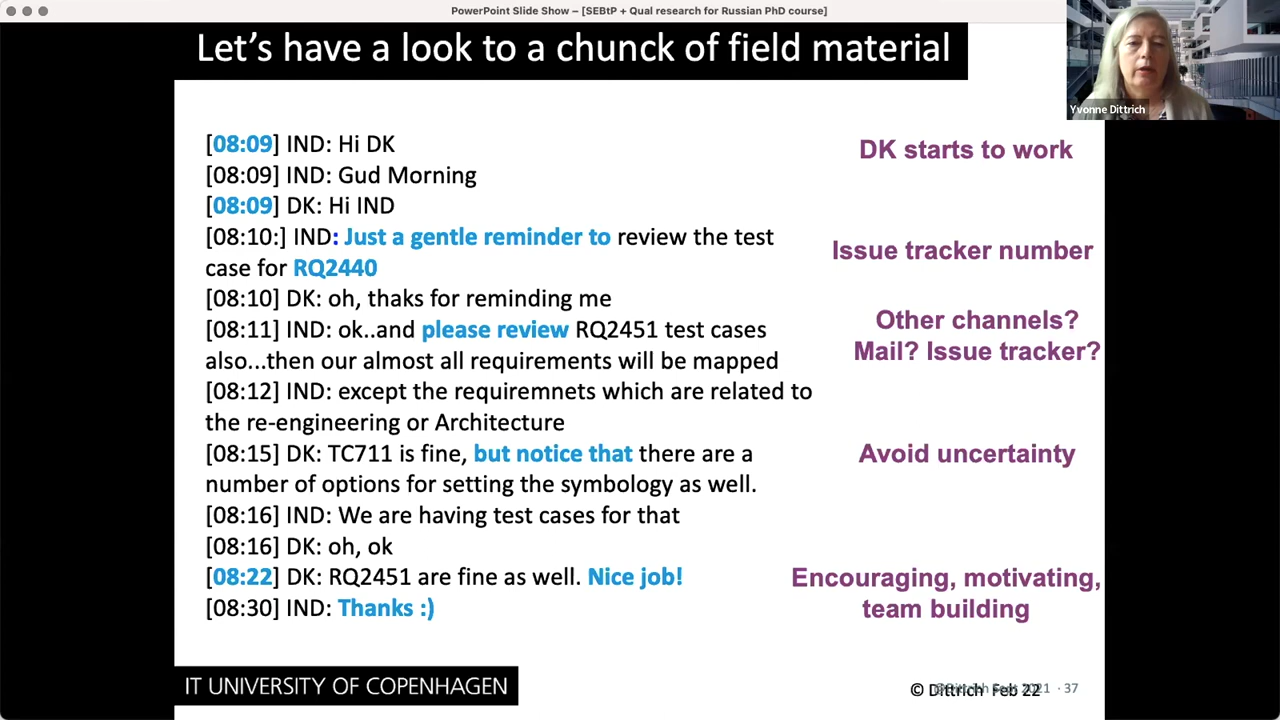 PowerPoint Slide Show – [SEBtP + Qual research for Russian PhD course]
Let's have a look to a chunck of field material
Yvonne Dittrich
[08:09] IND: Hi DK
DK starts to work
[08:09] IND: Gud Morning
[08:09] DK: Hi IND
[08:10:] IND: Just a gentle reminder to review the test
case for RQ2440
Issue tracker number
[08:10] DK: oh, thaks for reminding me
[08:11] IND: ok..and please review RQ2451 test cases
also...then our almost all requirements will be mapped
Other channels?
Mail? Issue tracker?
[08:12] IND: except the requiremnets which are related to
the re-engineering or Architecture
[08:15] DK: TC711 is fine, but notice that there are a
number of options for setting the symbology as well.
Avoid uncertainty
[08:16] IND: We are having test cases for that
[08:16] DK: oh, ok
[08:22] DK: RQ2451 are fine as well. Nice job!
[08:30] IND: Thanks :)
Encouraging, motivating,
team building
IT UNIVERSITY OF COPENHAGEN
© Dittrich Feb 22
2021 · 37